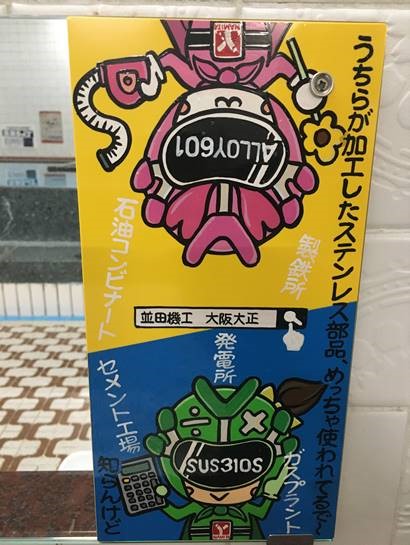 うちらが加工したステンレス部品、めっちゃ使われてるで〜
知らんけど
NAMITA
ALLOY601
製鉄所
石油コンビナート
並田機工 大阪大正
発電所
セメント工場
ガスプラント
SUS310S
NAMITA